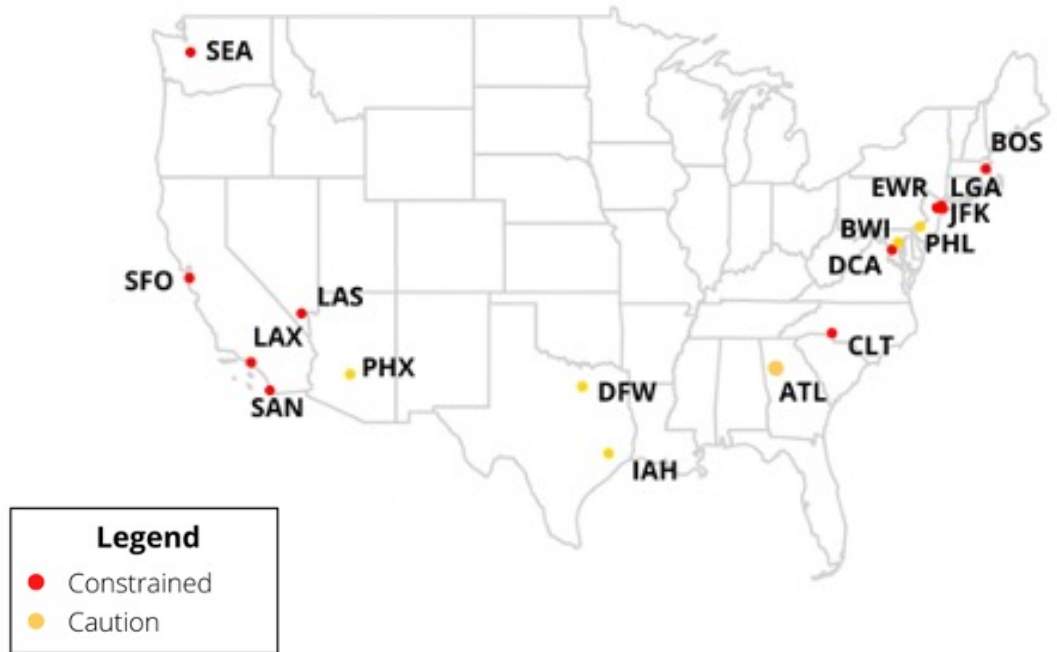 SEA
BOS
EWR
LGA
JFK
BWI
PHL
DCA
SFO
LAS
LAX
CLT
PHX
SAN
DFW
ATL
IAH
Legend
Constrained
Caution